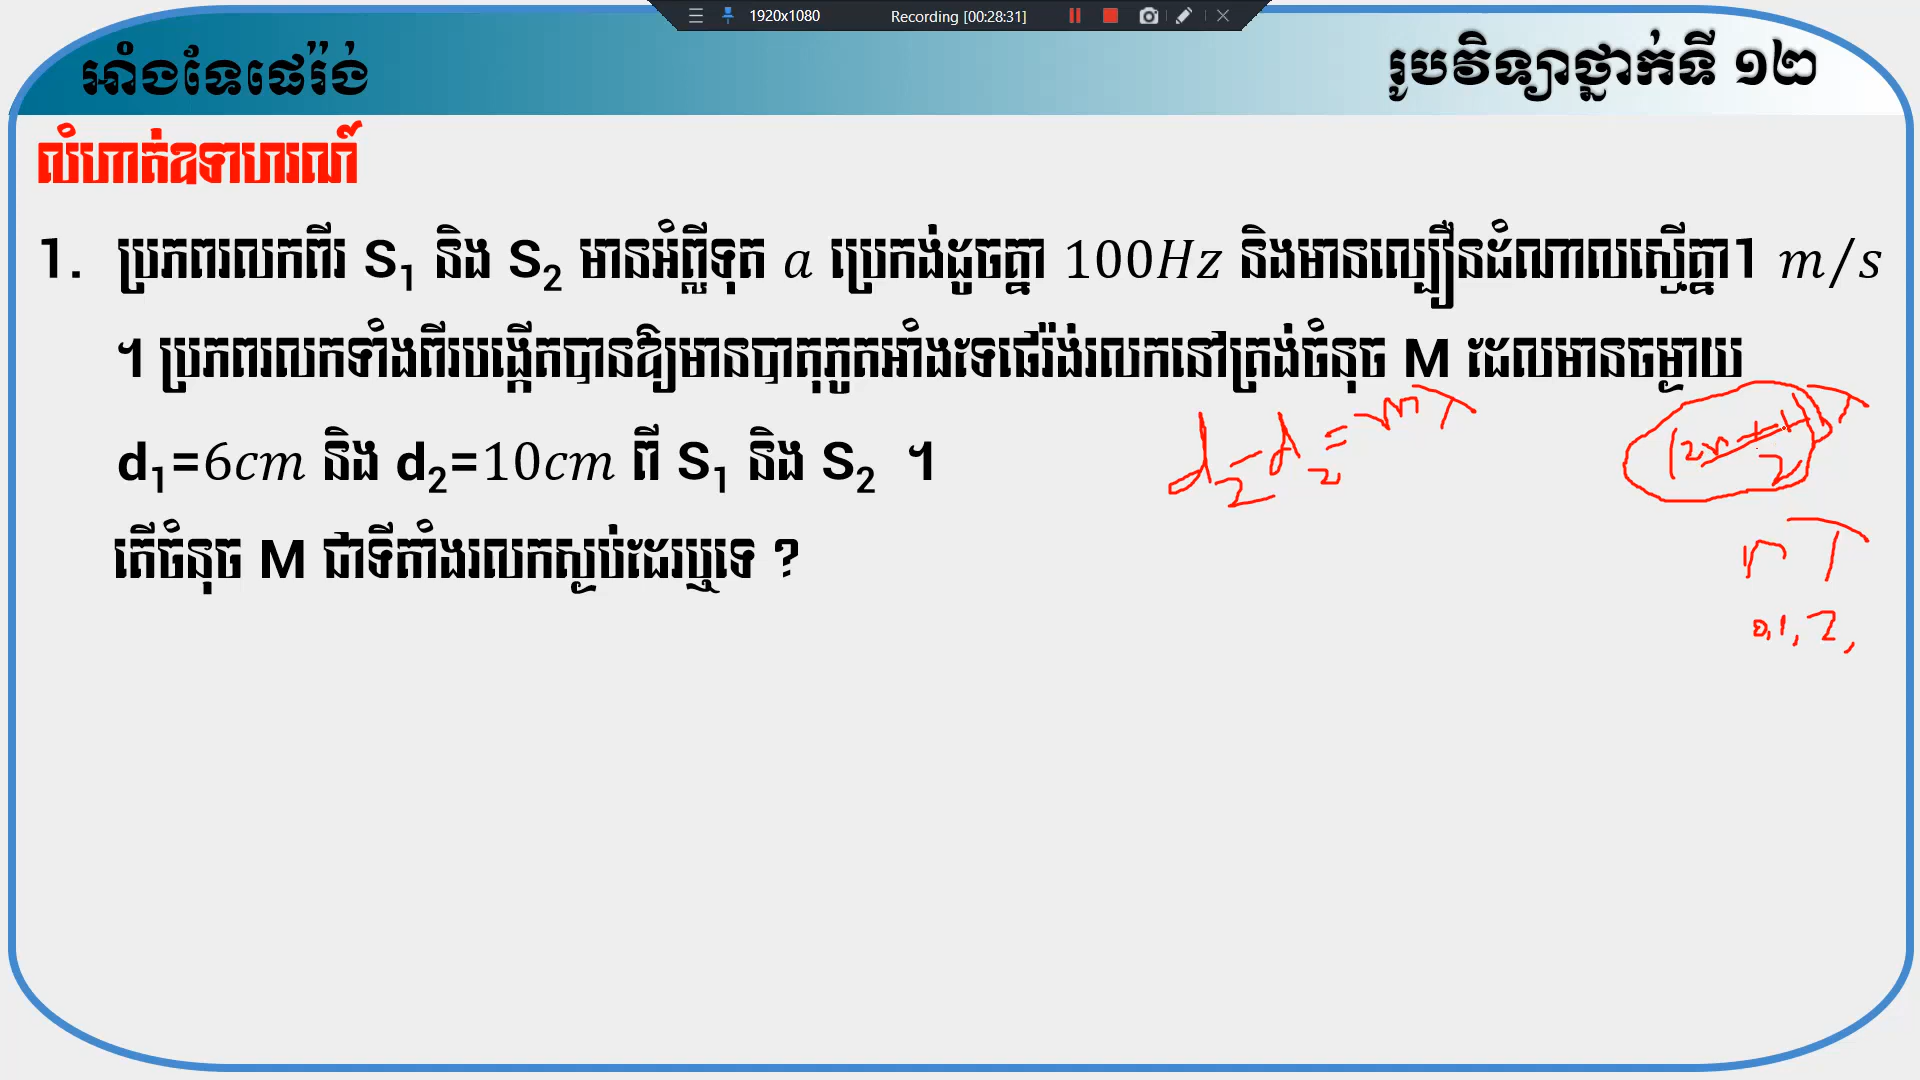 1920x1080 Recording [00:28:31]
អាំងទែផេរ៉ង់
រូបវិទ្យាថ្នាក់ទី ១២
លំហាត់ឧទាហរណ៍
1. ប្រភពរលកពីរ S₁ និង S₂ មានអំព្លីទុត a ប្រេកង់ដូចគ្នា 100Hz និងមានល្បឿនដំណាលស្មើគ្នា1 m/s
។ ប្រភពរលកទាំងពីរបង្កើតបានឱ្យមានបាតុភូតអាំងទែផេរ៉ង់រលកនៅត្រង់ចំនុច M ដែលមានចម្ងាយ
d₁=6cm និង d₂=10cm ពី S₁ និង S₂ ។
តើចំនុច M ជាទីតាំងរលកស្ងប់ដែរឬទេ ?
d₂-d₂=
(2n+1)
2
0,1,2,